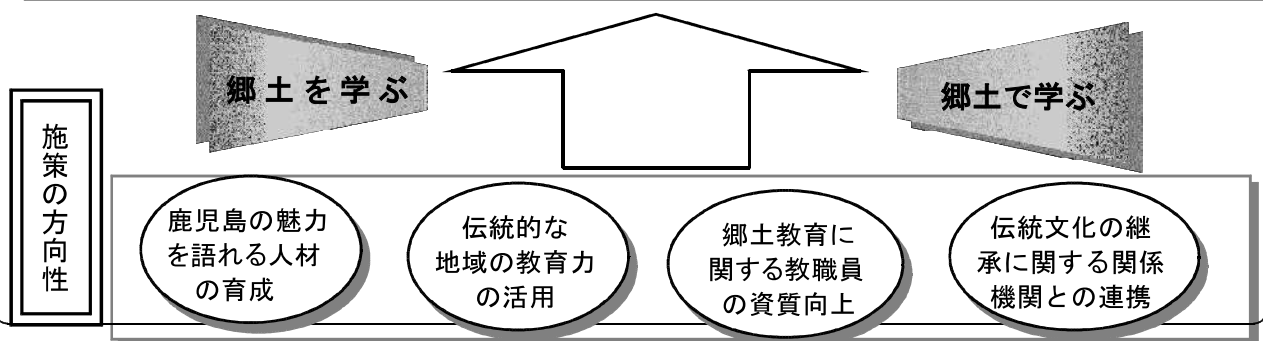 郷土を学ぶ
郷土で学ぶ
施策の方向性
鹿児島の魅力
を語れる人材
の育成
伝統的な
地域の教育力
の活用
郷土教育に
関する教職員
の資質向上
伝統文化の継
承に関する関係
機関との連携